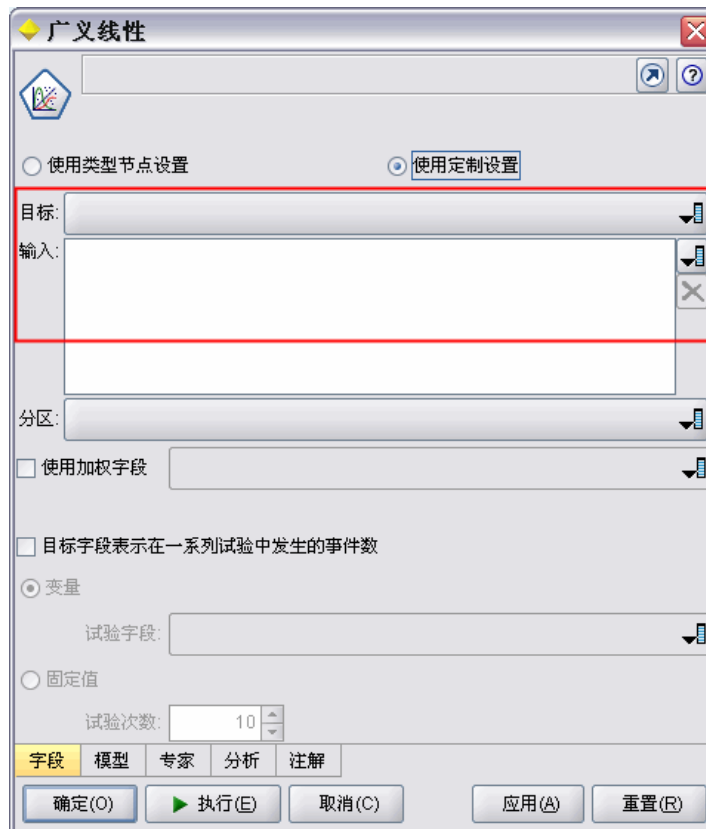 广义线性
使用类型节点设置 使用定制设置
目标:
输入:
分区:
使用加权字段
目标字段表示在一系列试验中发生的事件数
变量
试验字段:
固定值
试验次数: 10
字段 模型 专家 分析 注解
确定(O) 执行(E) 取消(C) 应用(A) 重置(R)